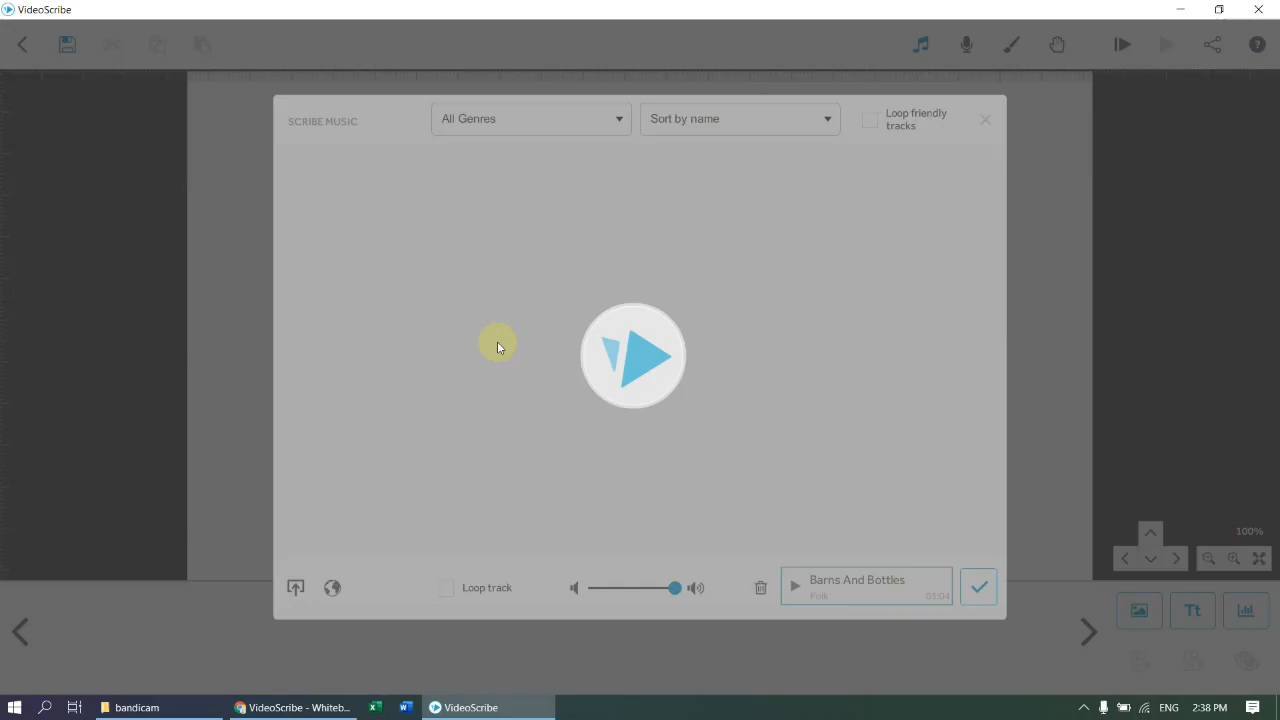 VideoScribe
SCRIBE MUSIC
All Genres
Sort by name
Loop friendly
tracks
100%
Loop track
Barns And Bottles
Folk
03:04
Tt
bandicam
VideoScribe - Whiteb...
VideoScribe
ENG
2:38 PM